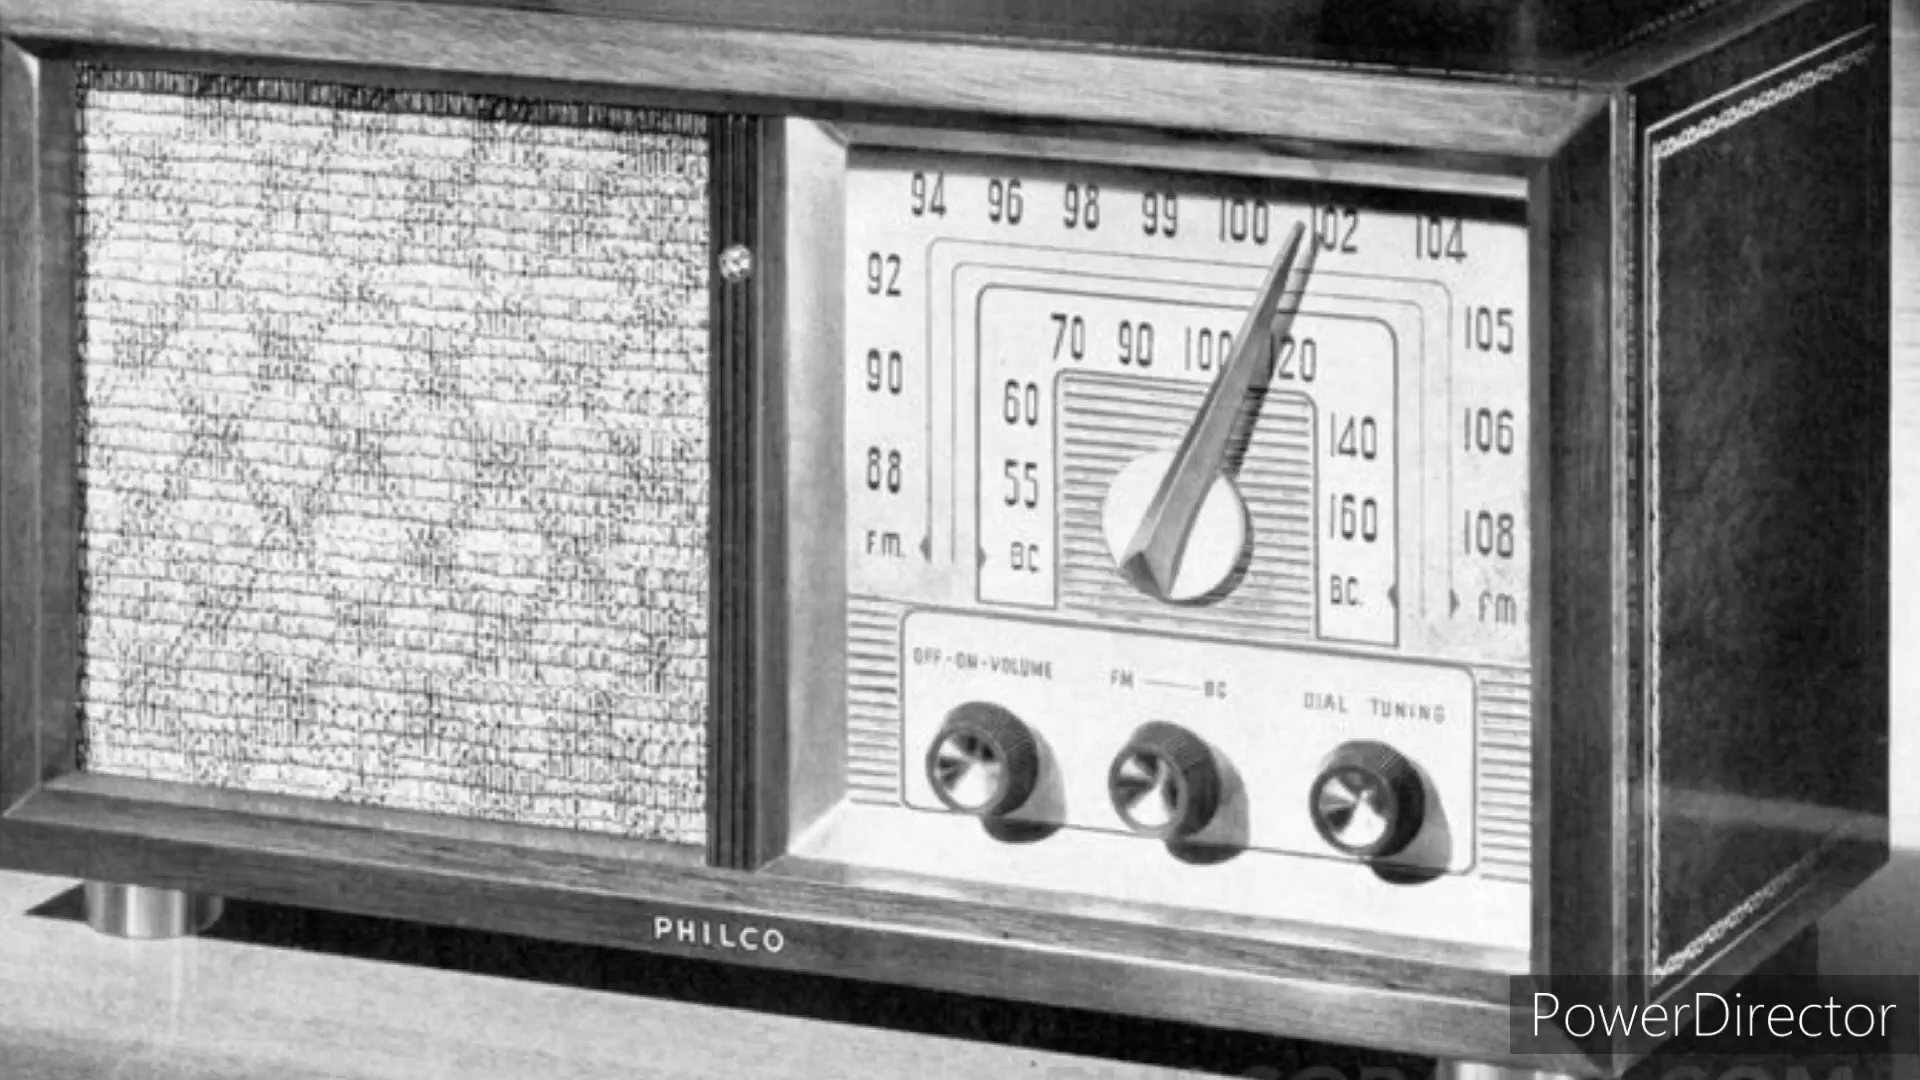 94 96 98 99 100 102 104
92
105
70 90 100 120
90
60
140
106
88
55
160
108
FM.
BC
B.C.
FM
OFF-ON-VOLUME
FM BC
DIAL TUNING
PHILCO
PowerDirector